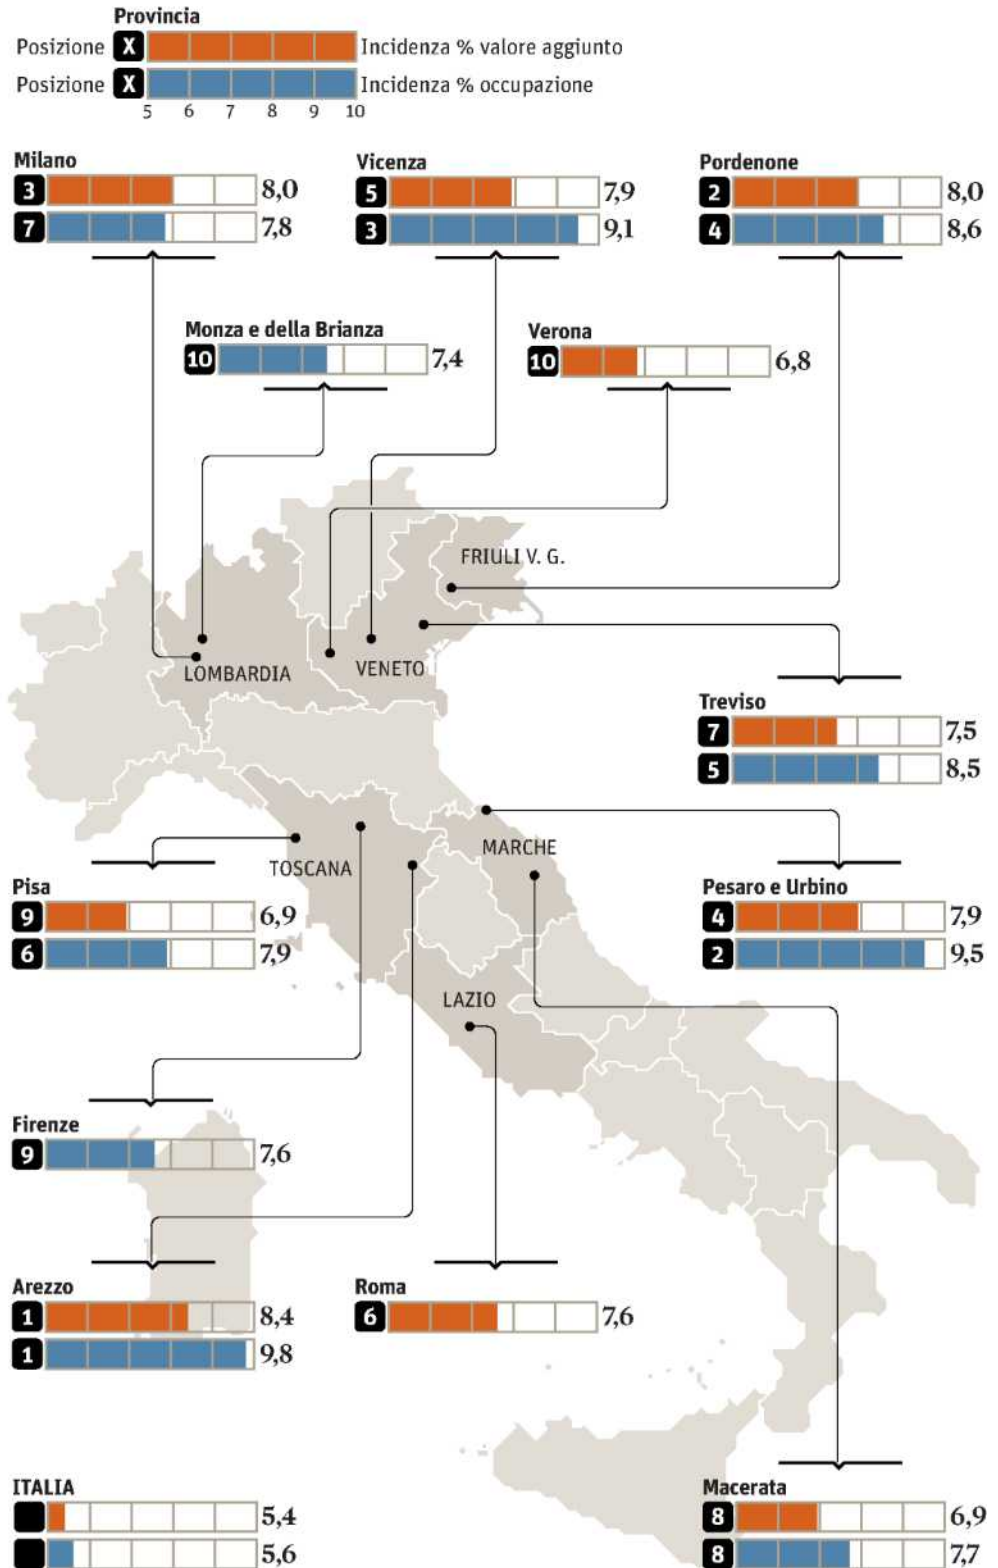 Provincia
Posizione X Incidenza % valore aggiunto
Posizione X Incidenza % occupazione
5 6 7 8 9 10
Milano
3 8,0
7 7,8
Vicenza
5 7,9
3 9,1
Pordenone
2 8,0
4 8,6
Monza e della Brianza
10 7,4
Verona
10 6,8
FRIULI V. G.
LOMBARDIA
VENETO
Treviso
7 7,5
5 8,5
TOSCANA
MARCHE
Pisa
9 6,9
6 7,9
Pesaro e Urbino
4 7,9
2 9,5
LAZIO
Firenze
9 7,6
Arezzo
1 8,4
1 9,8
Roma
6 7,6
ITALIA
5,4
5,6
Macerata
8 6,9
8 7,7